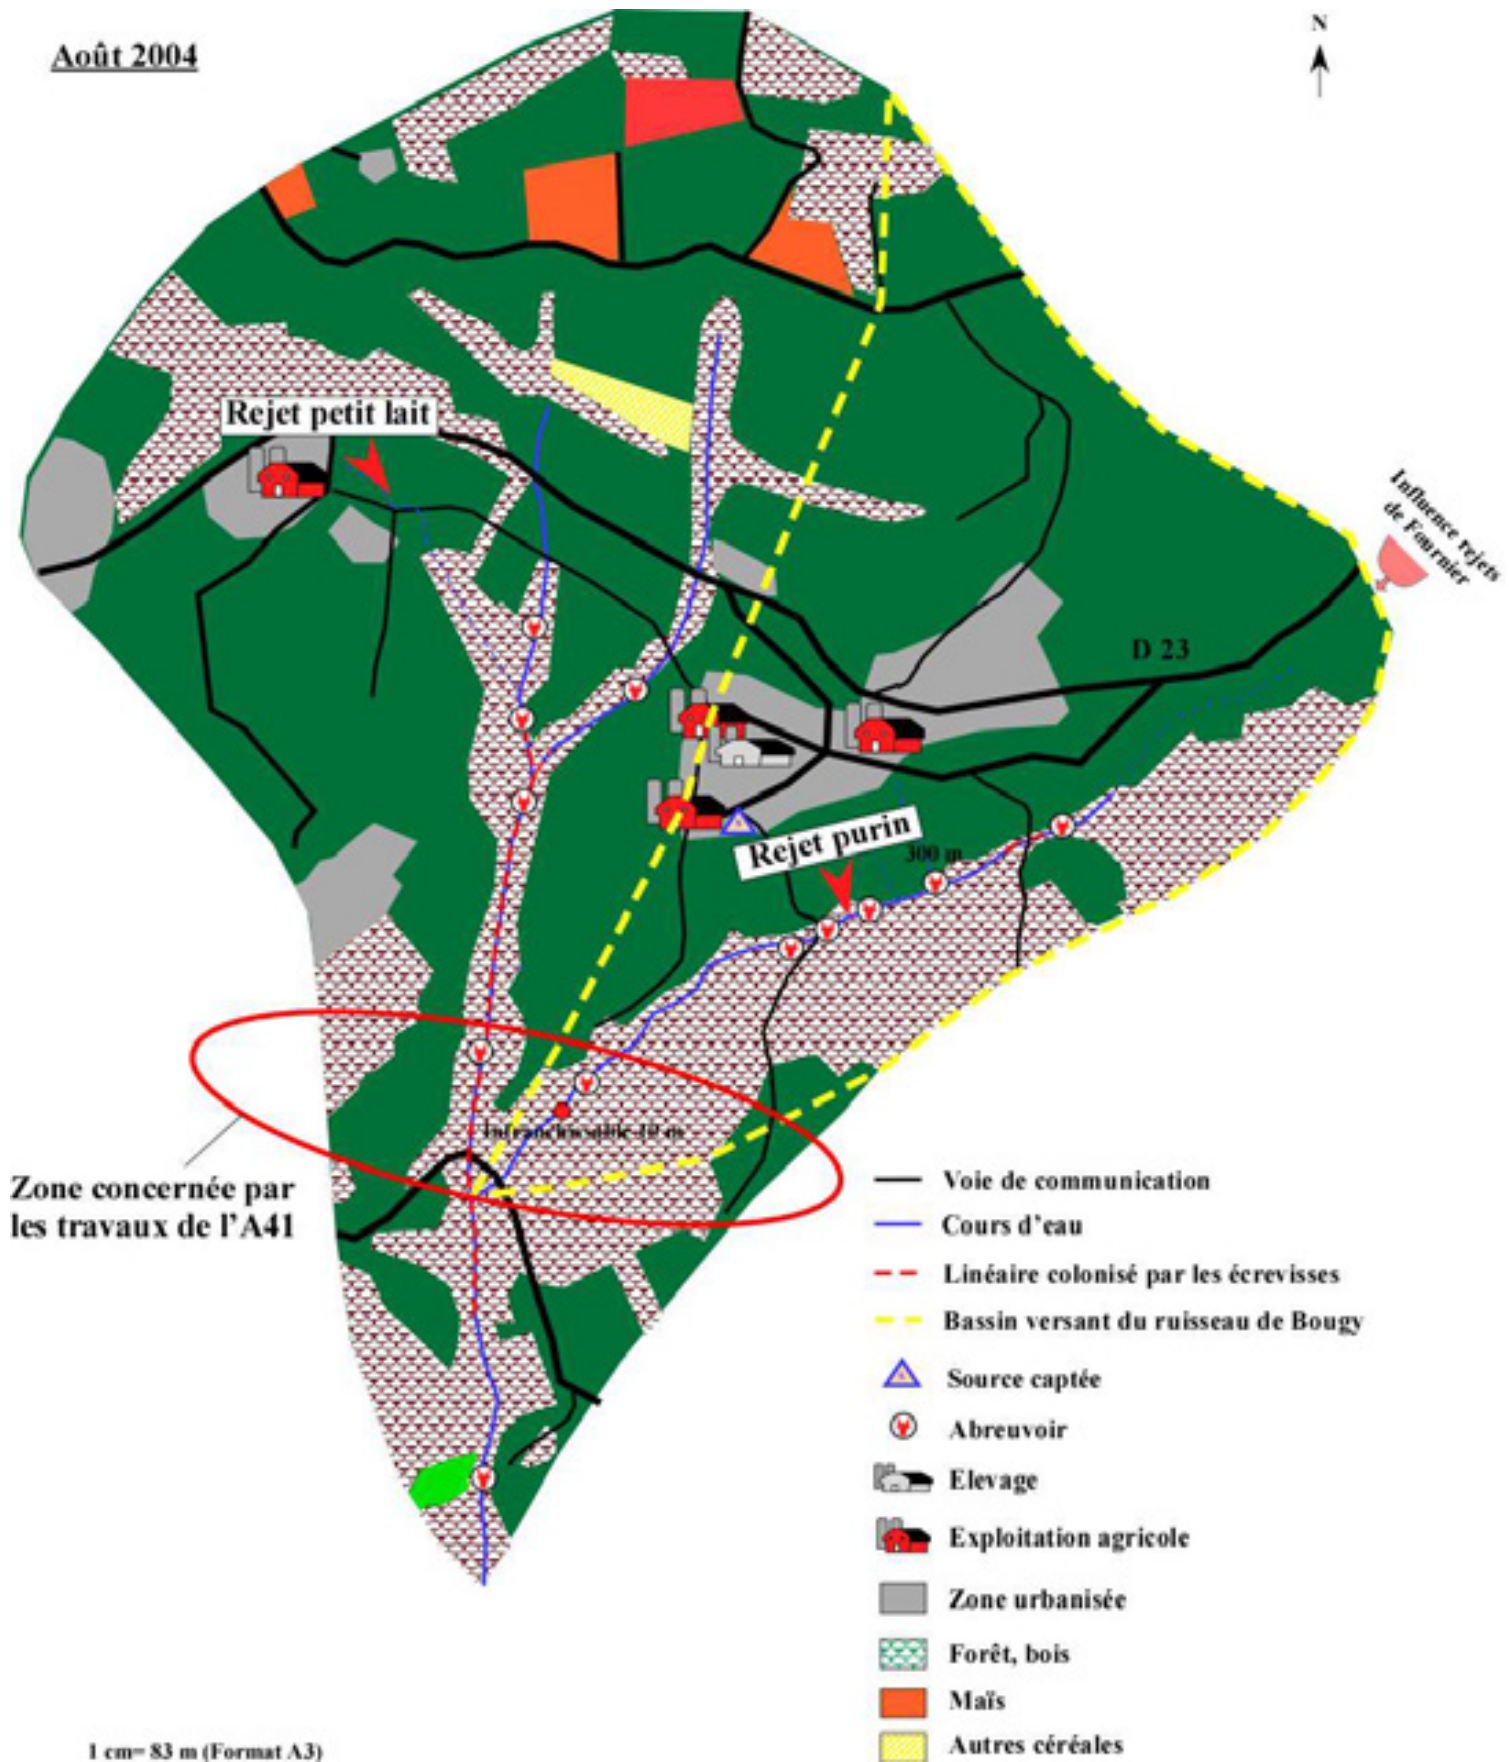 Août 2004
N
Rejet petit lait
Influence rejets
de Fournier
D 23
Rejet purin
300 m
Infranchissable 10 m
Zone concernée par
les travaux de l'A41
Voie de communication
Cours d'eau
Linéaire colonisé par les écrevisses
Bassin versant du ruisseau de Bougy
Source captée
Abreuvoir
Elevage
Exploitation agricole
Zone urbanisée
Forêt, bois
Maïs
Autres céréales
1 cm= 83 m (Format A3)